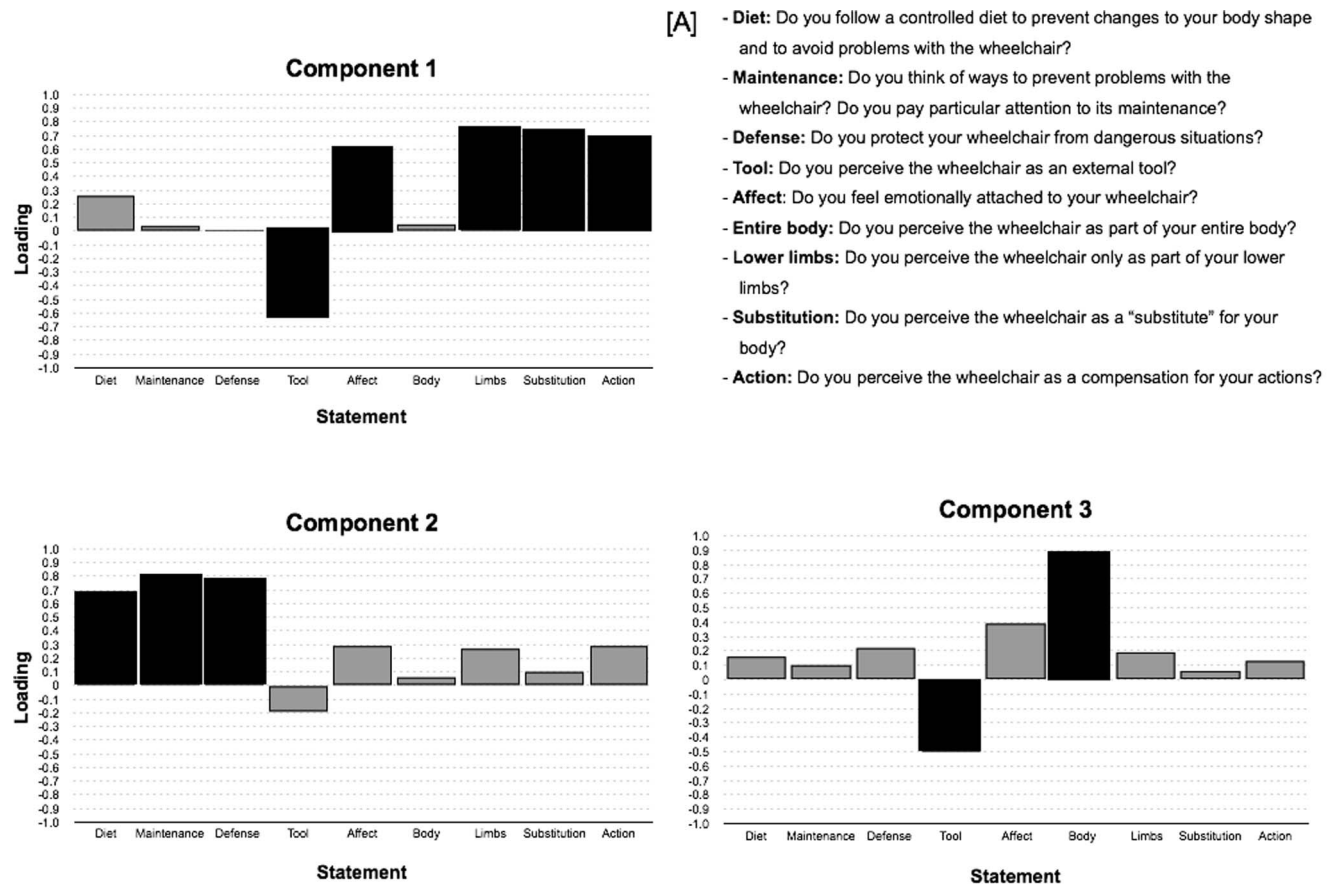 [A]
- Diet: Do you follow a controlled diet to prevent changes to your body shape
and to avoid problems with the wheelchair?
- Maintenance: Do you think of ways to prevent problems with the
wheelchair? Do you pay particular attention to its maintenance?
- Defense: Do you protect your wheelchair from dangerous situations?
- Tool: Do you perceive the wheelchair as an external tool?
- Affect: Do you feel emotionally attached to your wheelchair?
- Entire body: Do you perceive the wheelchair as part of your entire body?
- Lower limbs: Do you perceive the wheelchair only as part of your lower
limbs?
- Substitution: Do you perceive the wheelchair as a “substitute” for your
body?
- Action: Do you perceive the wheelchair as a compensation for your actions?
Component 1
Loading
1.0
0.9
0.8
0.7
0.6
0.5
0.4
0.3
0.2
0.1
0
-0.1
-0.2
-0.3
-0.4
-0.5
-0.6
-0.7
-0.8
-0.9
-1.0
Diet Maintenance Defense Tool Affect Body Limbs Substitution Action
Statement
Component 2
Loading
1.0
0.9
0.8
0.7
0.6
0.5
0.4
0.3
0.2
0.1
0
-0.1
-0.2
-0.3
-0.4
-0.5
-0.6
-0.7
-0.8
-0.9
-1.0
Diet Maintenance Defense Tool Affect Body Limbs Substitution Action
Statement
Component 3
1.0
0.9
0.8
0.7
0.6
0.5
0.4
0.3
0.2
0.1
0
-0.1
-0.2
-0.3
-0.4
-0.5
-0.6
-0.7
-0.8
-0.9
-1.0
Diet Maintenance Defense Tool Affect Body Limbs Substitution Action
Statement